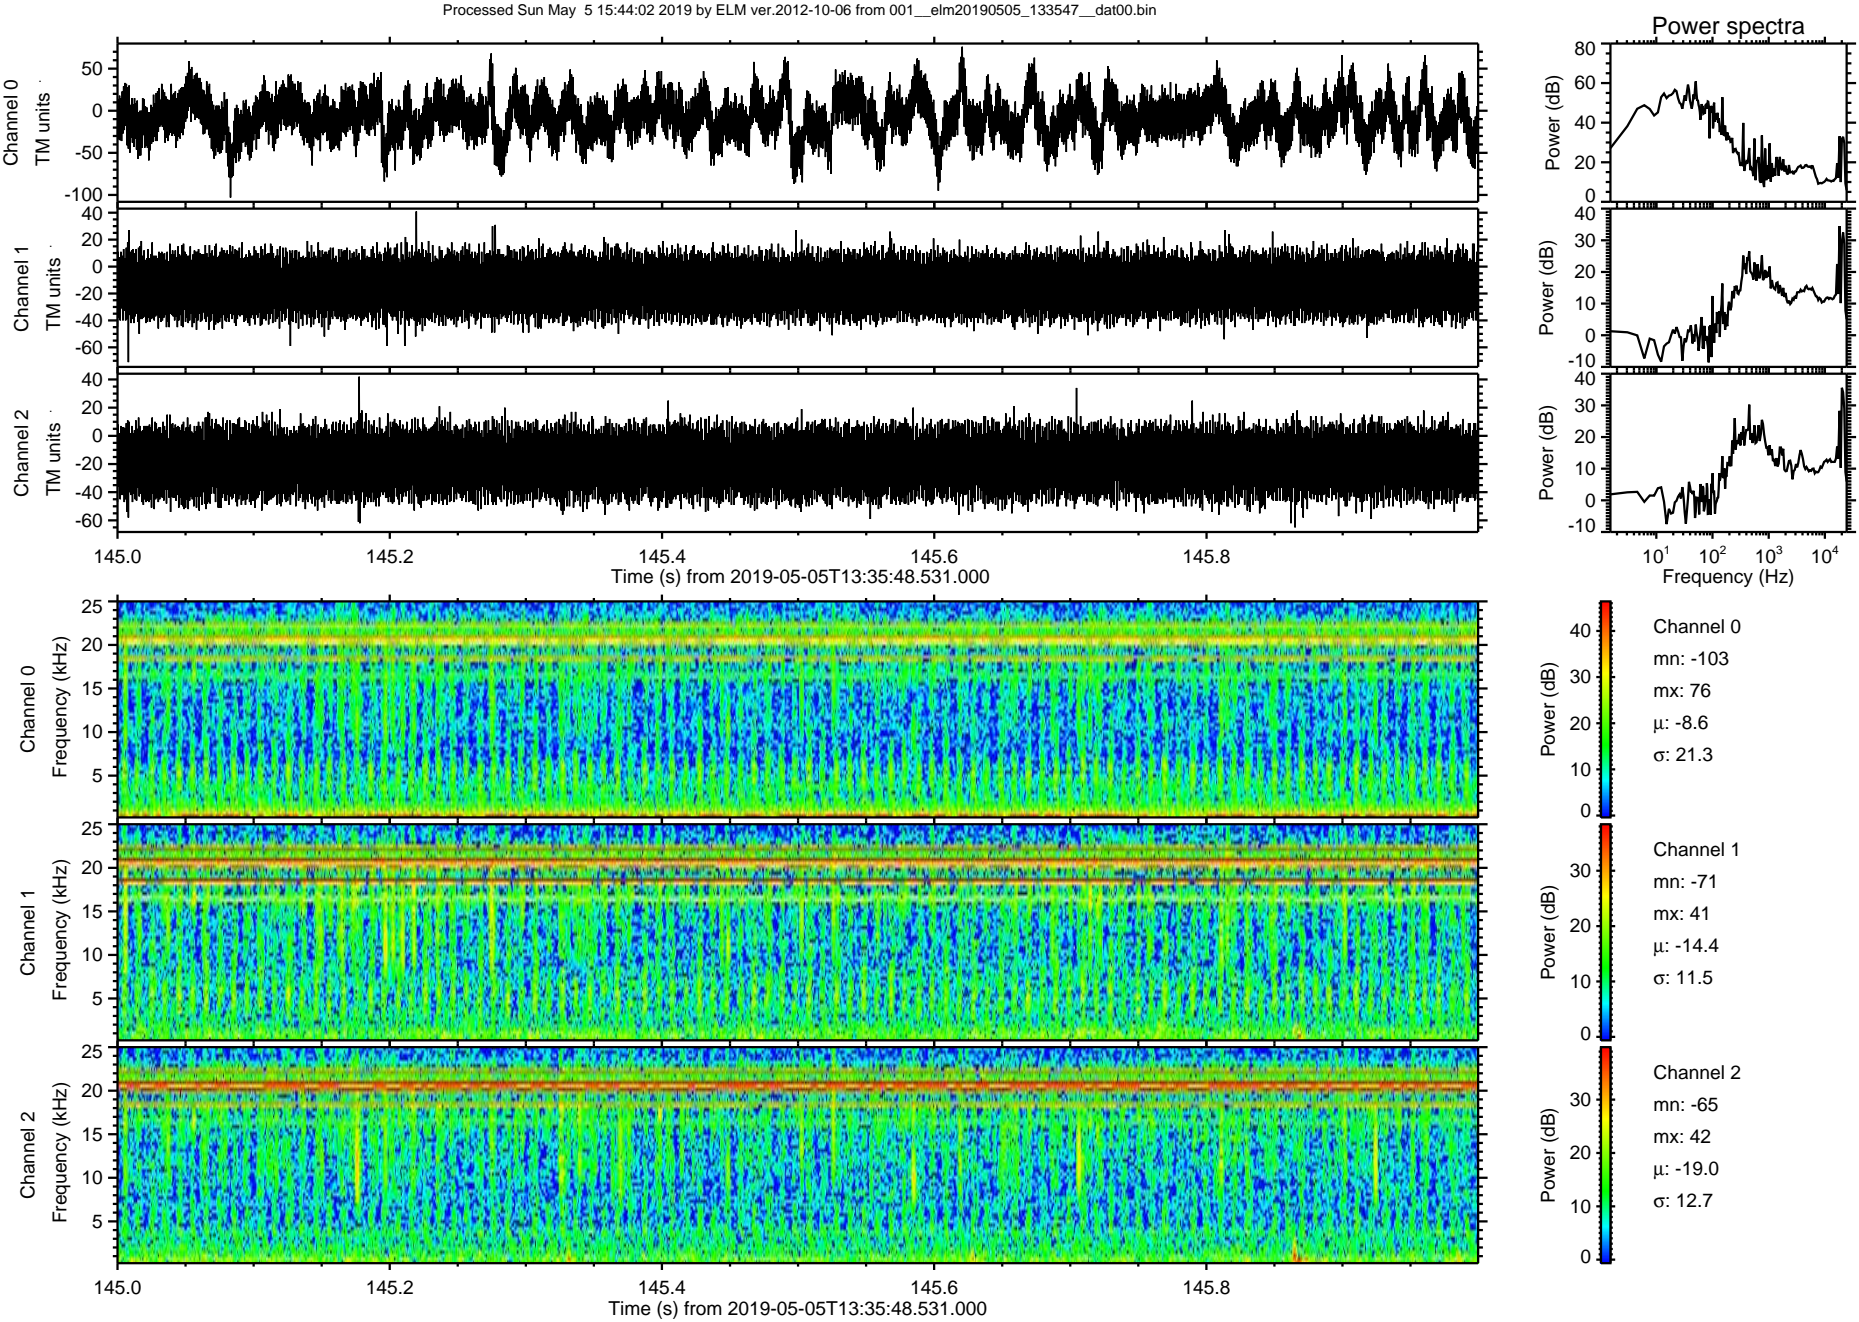 Processed Sun May  5 15:44:02 2019 by ELM ver.2012-10-06 from 001__elm20190505_133547__dat00.bin
Power spectra
Channel 0
TM units
50
0
-50
-100
Power (dB)
80
60
40
20
0
Channel 1
TM units
40
20
0
-20
-40
-60
Power (dB)
40
30
20
10
0
-10
Channel 2
TM units
40
20
0
-20
-40
-60
Power (dB)
40
30
20
10
0
-10
145.0 145.2 145.4 145.6 145.8
Time (s) from 2019-05-05T13:35:48.531.000
10¹ 10² 10³ 10⁴
Frequency (Hz)
Channel 0
Frequency (kHz)
25
20
15
10
5
Power (dB)
40
30
20
10
0
Channel 0
mn: -103
mx: 76
μ: -8.6
σ: 21.3
Channel 1
Frequency (kHz)
25
20
15
10
5
Power (dB)
30
20
10
0
Channel 1
mn: -71
mx: 41
μ: -14.4
σ: 11.5
Channel 2
Frequency (kHz)
25
20
15
10
5
Power (dB)
30
20
10
0
Channel 2
mn: -65
mx: 42
μ: -19.0
σ: 12.7
145.0 145.2 145.4 145.6 145.8
Time (s) from 2019-05-05T13:35:48.531.000